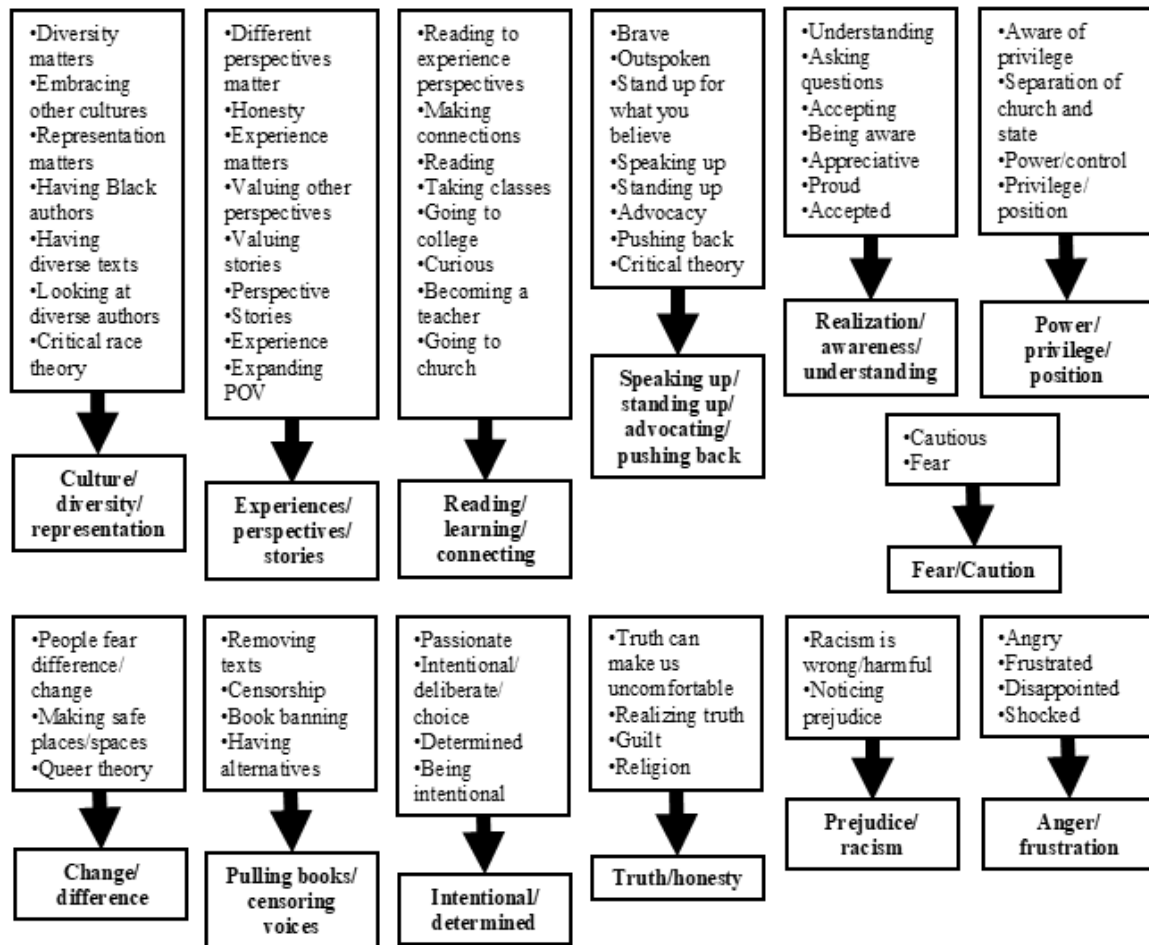 •Diversity
matters
•Embracing
other cultures
•Representation
matters
•Having Black
authors
•Having
diverse texts
•Looking at
diverse authors
•Critical race
theory
Culture/
diversity/
representation
•Different
perspectives
matter
•Honesty
•Experience
matters
•Valuing other
perspectives
•Valuing
stories
•Perspective
•Stories
•Experience
•Expanding
POV
Experiences/
perspectives/
stories
•Reading to
experience
perspectives
•Making
connections
•Reading
•Taking classes
•Going to
college
•Curious
•Becoming a
teacher
•Going to
church
Reading/
learning/
connecting
•Brave
•Outspoken
•Stand up for
what you
believe
•Speaking up
•Standing up
•Advocacy
•Pushing back
•Critical theory
Speaking up/
standing up/
advocating/
pushing back
•Understanding
•Asking
questions
•Accepting
•Being aware
•Appreciative
•Proud
•Accepted
Realization/
awareness/
understanding
•Aware of
privilege
•Separation of
church and
state
•Power/control
•Privilege/
position
Power/
privilege/
position
•Cautious
•Fear
Fear/Caution
•People fear
difference/
change
•Making safe
places/spaces
•Queer theory
Change/
difference
•Removing
texts
•Censorship
•Book banning
•Having
alternatives
Pulling books/
censoring
voices
•Passionate
•Intentional/
deliberate/
choice
•Determined
•Being
intentional
Intentional/
determined
•Truth can
make us
uncomfortable
•Realizing truth
•Guilt
•Religion
Truth/honesty
•Racism is
wrong/harmful
•Noticing
prejudice
Prejudice/
racism
•Angry
•Frustrated
•Disappointed
•Shocked
Anger/
frustration